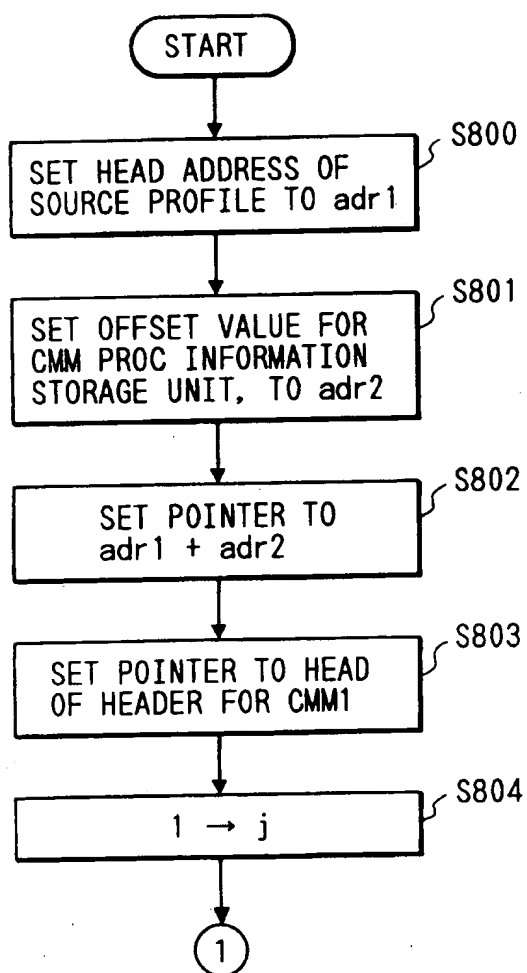 START
S800
SET HEAD ADDRESS OF
SOURCE PROFILE TO adr1
S801
SET OFFSET VALUE FOR
CMM PROC INFORMATION
STORAGE UNIT, TO adr2
S802
SET POINTER TO
adr1 + adr2
S803
SET POINTER TO HEAD
OF HEADER FOR CMM1
S804
1 → j
1